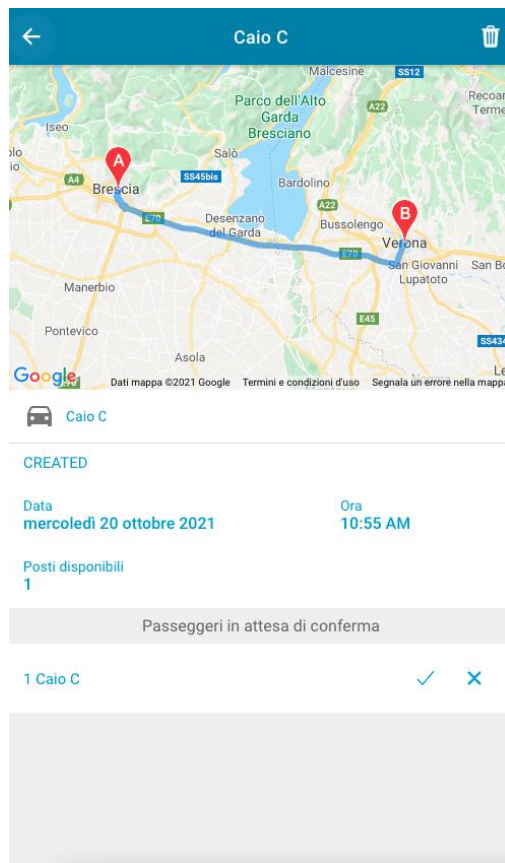 Caio C
Malcesine
SS12
Parco dell'Alto
Garda
Bresciano
A22
Recoar
Terme
Iseo
A
A4
Brescia
SS45bis
Salò
Bardolino
A22
B
E70
Desenzano
del Garda
Bussolengo
Verona
E70
San Giovanni
Lupatoto
San Bo
Manerbio
E45
Pontevico
SS434
Asola
Google
Dati mappa ©2021 Google
Termini e condizioni d'uso
Segnala un errore nella mappa
Caio C
CREATED
Data
Ora
mercoledì 20 ottobre 2021
10:55 AM
Posti disponibili
1
Passeggeri in attesa di conferma
1 Caio C